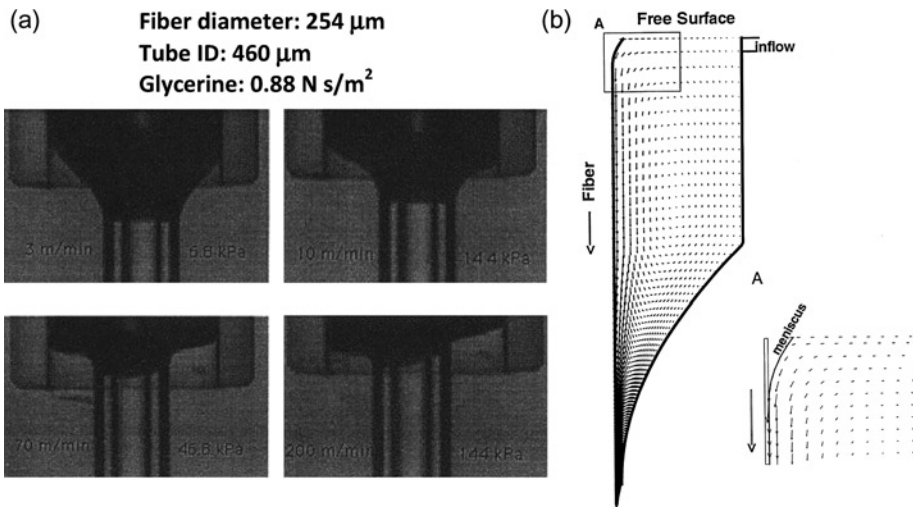 (a)
Fiber diameter: 254 μm
Tube ID: 460 μm
Glycerine: 0.88 N s/m²
3 m/min
5.8 kPa
10 m/min
14.4 kPa
70 m/min
45.8 kPa
200 m/min
144 kPa
(b)
A
Free Surface
inflow
Fiber
A
meniscus